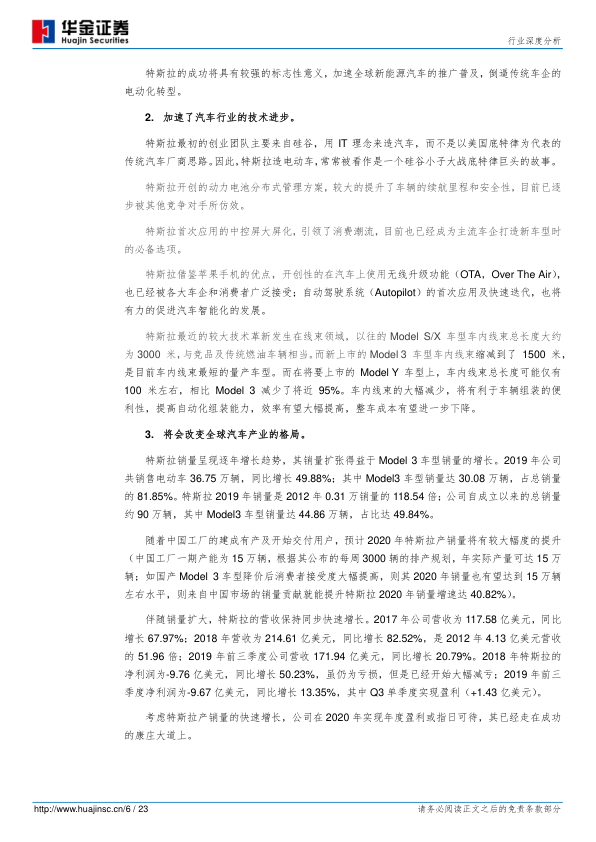 华金证券
Huajin Securities
行业深度分析
特斯拉的成功将具有较强的标志性意义，加速全球新能源汽车的推广普及，倒逼传统车企的
电动化转型。
2. 加速了汽车行业的技术进步。
特斯拉最初的创业团队主要来自硅谷，用 IT 理念来造汽车，而不是以美国底特律为代表的
传统汽车厂商思路。因此，特斯拉造电动车，常常被看作是一个硅谷小子大战底特律巨头的故事。
特斯拉开创的动力电池分布式管理方案，较大的提升了车辆的续航里程和安全性，目前已逐
步被其他竞争对手所仿效。
特斯拉首次应用的中控屏大屏化，引领了消费潮流，目前也已经成为主流车企打造新车型时
的必备选项。
特斯拉借鉴苹果手机的优点，开创性的在汽车上使用无线升级功能（OTA，Over The Air），
也已经被各大车企和消费者广泛接受；自动驾驶系统（Autopilot）的首次应用及快速迭代，也将
有力的促进汽车智能化的发展。
特斯拉最近的较大技术革新发生在线束领域，以往的 Model S/X 车型车内线束总长度大约
为 3000 米，与竞品及传统燃油车辆相当。而新上市的 Model 3 车型车内线束缩减到了 1500 米，
是目前车内线束最短的量产车型。而在将要上市的 Model Y 车型上，车内线束总长度可能仅有
100 米左右，相比 Model 3 减少了将近 95%。车内线束的大幅减少，将有利于车辆组装的便
利性，提高自动化组装能力，效率有望大幅提高，整车成本有望进一步下降。
3. 将会改变全球汽车产业的格局。
特斯拉销量呈现逐年增长趋势，其销量扩张得益于 Model 3 车型销量的增长。2019 年公司
共销售电动车 36.75 万辆，同比增长 49.88%；其中 Model3 车型销量达 30.08 万辆，占总销量
的 81.85%。特斯拉 2019 年销量是 2012 年 0.31 万销量的 118.54 倍；公司自成立以来的总销量
约 90 万辆，其中 Model3 车型销量达 44.86 万辆，占比达 49.84%。
随着中国工厂的建成有产及开始交付用户，预计 2020 年特斯拉产销量将有较大幅度的提升
（中国工厂一期产能为 15 万辆，根据其公布的每周 3000 辆的排产规划，年实际产量可达 15 万
辆；如国产 Model 3 车型降价后消费者接受度大幅提高，则其 2020 年销量也有望达到 15 万辆
左右水平，则来自中国市场的销量贡献就能提升特斯拉 2020 年销量增速达 40.82%）。
伴随销量扩大，特斯拉的营收保持同步快速增长。2017 年公司营收为 117.58 亿美元，同比
增长 67.97%；2018 年营收为 214.61 亿美元，同比增长 82.52%，是 2012 年 4.13 亿美元营收
的 51.96 倍；2019 年前三季度公司营收 171.94 亿美元，同比增长 20.79%。2018 年特斯拉的
净利润为-9.76 亿美元，同比增长 50.23%，虽仍为亏损，但是已经开始大幅减亏；2019 年前三
季度净利润为-9.67 亿美元，同比增长 13.35%，其中 Q3 单季度实现盈利（+1.43 亿美元）。
考虑特斯拉产销量的快速增长，公司在 2020 年实现年度盈利或指日可待，其已经走在成功
的康庄大道上。
http://www.huajinsc.cn/6 / 23
请务必阅读正文之后的免责条款部分